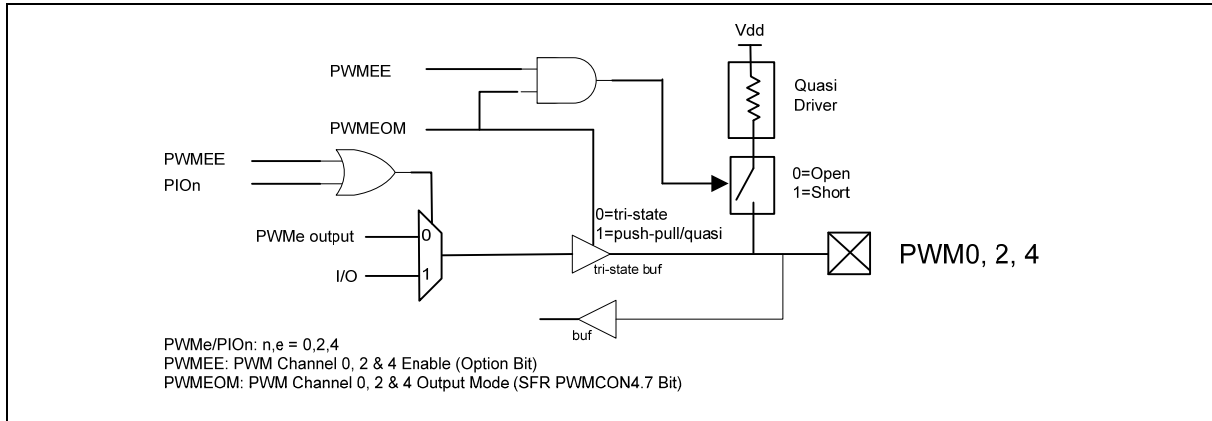 Vdd
PWMEE
Quasi
Driver
PWMEOM
PWMEE
PIOn
0=Open
1=Short
0=tri-state
1=push-pull/quasi
PWMe output
0
I/O
1
tri-state buf
PWM0, 2, 4
buf
PWMe/PIOn: n,e = 0,2,4
PWMEE: PWM Channel 0, 2 & 4 Enable (Option Bit)
PWMEOM: PWM Channel 0, 2 & 4 Output Mode (SFR PWMCON4.7 Bit)